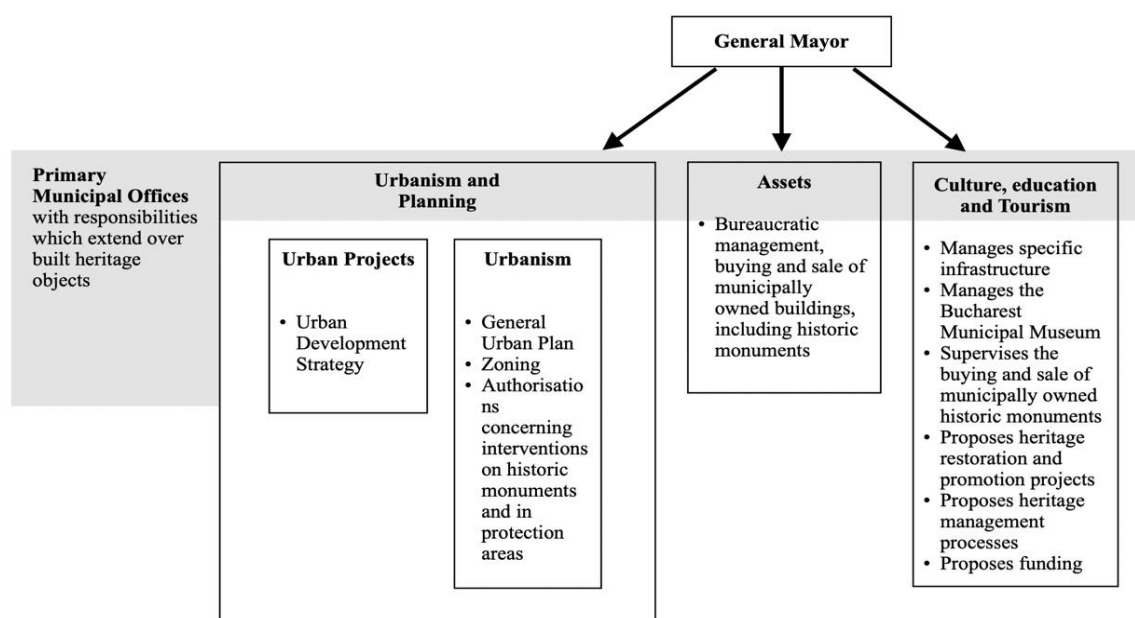 General Mayor
Primary
Municipal Offices
with responsibilities
which extend over
built heritage
objects
Urbanism and
Planning
Urban Projects
• Urban
Development
Strategy
Urbanism
• General
Urban Plan
• Zoning
• Authorisatio
ns
concerning
interventions
on historic
monuments
and in
protection
areas
Assets
• Bureaucratic
management,
buying and sale of
municipally
owned buildings,
including historic
monuments
Culture, education
and Tourism
• Manages specific
infrastructure
• Manages the
Bucharest
Municipal Museum
• Supervises the
buying and sale of
municipally owned
historic monuments
• Proposes heritage
restoration and
promotion projects
• Proposes heritage
management
processes
• Proposes funding